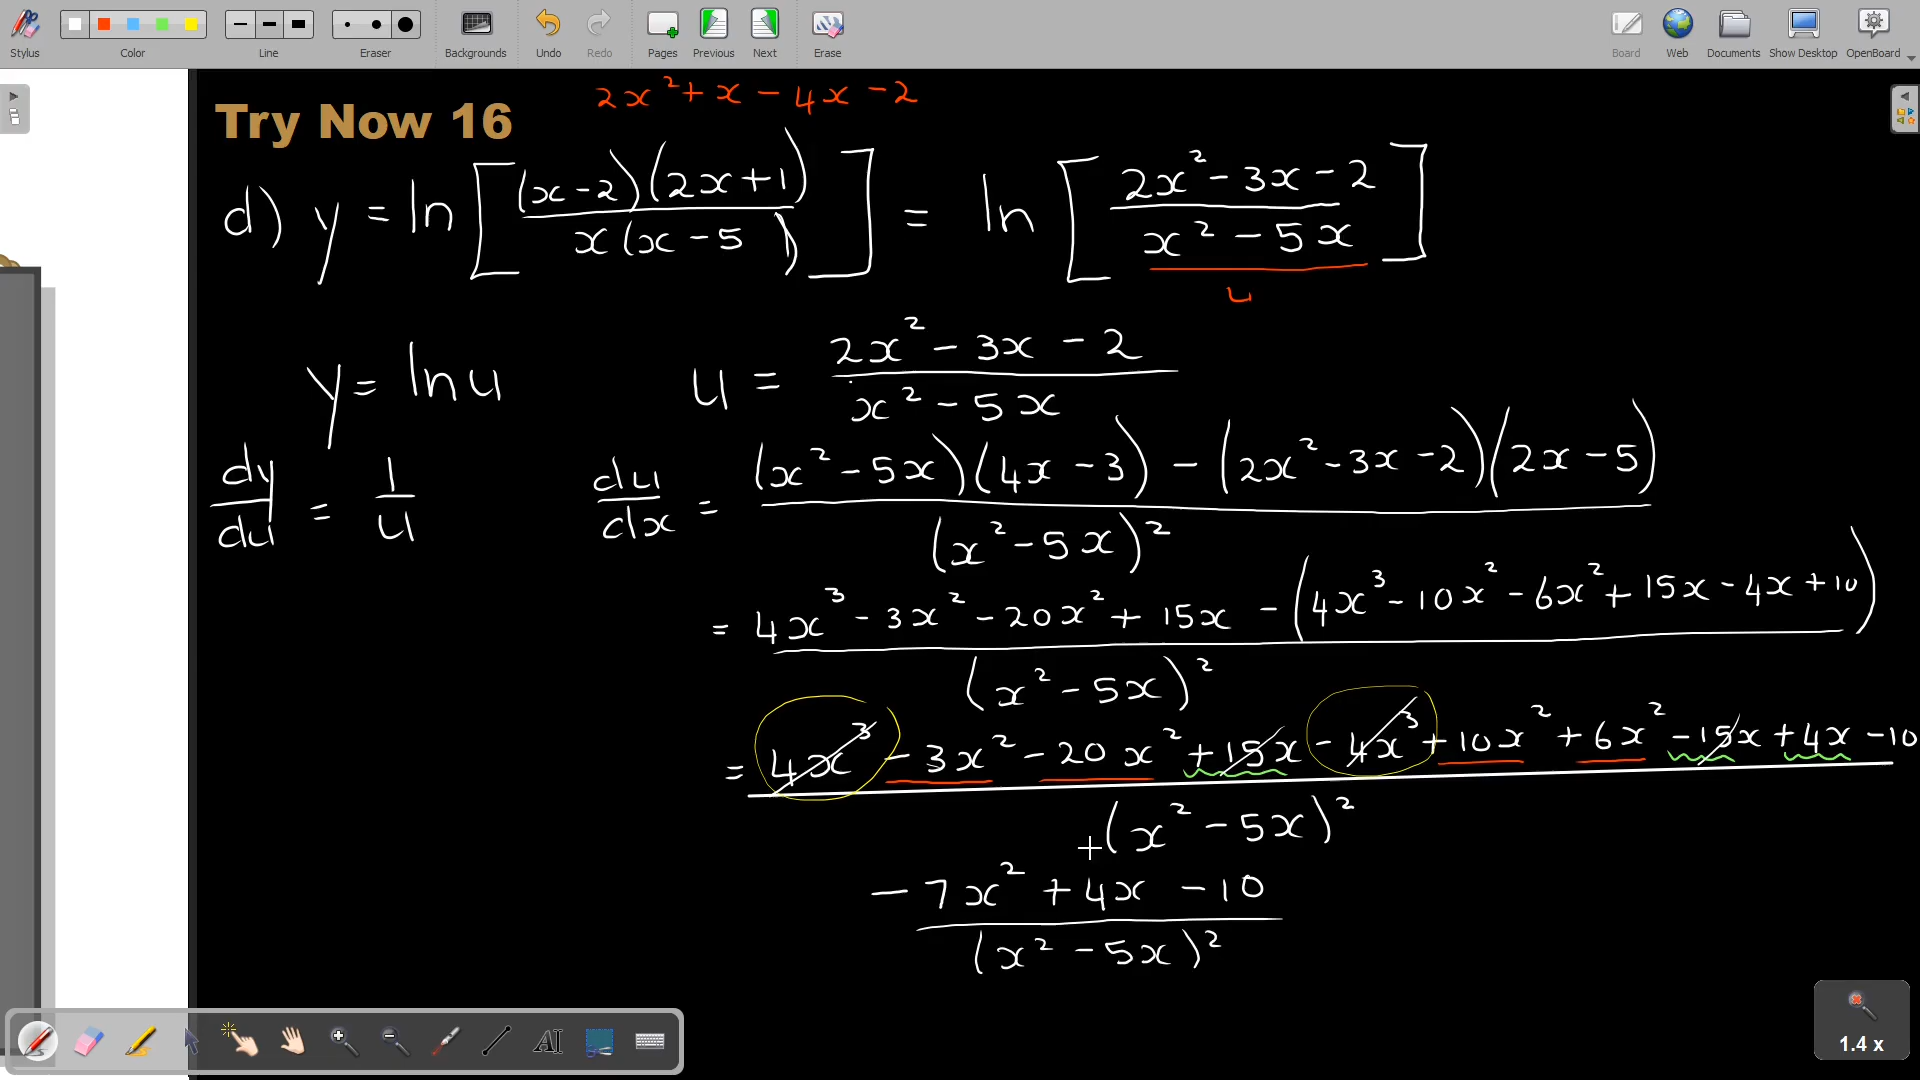 Stylus Color Line Eraser Backgrounds Undo Redo Pages Previous Next Erase Board Web Documents Show Desktop OpenBoard
2x² + x - 4x - 2
Try Now 16
d) y = ln [(x-2)(2x+1) / x(x-5)] = ln [2x² - 3x - 2 / x² - 5x]
u
y = ln u u = 2x² - 3x - 2 / x² - 5x
dy/du = 1/u du/dx = (x² - 5x)(4x - 3) - (2x² - 3x - 2)(2x - 5) / (x² - 5x)²
= 4x³ - 3x² - 20x² + 15x - (4x³ - 10x² - 6x² + 15x - 4x + 10) / (x² - 5x)²
= 4x³ - 3x² - 20x² + 15x - 4x³ + 10x² + 6x² - 15x + 4x - 10 / (x² - 5x)²
- 7x² + 4x - 10 / (x² - 5x)²
AI
1.4 x